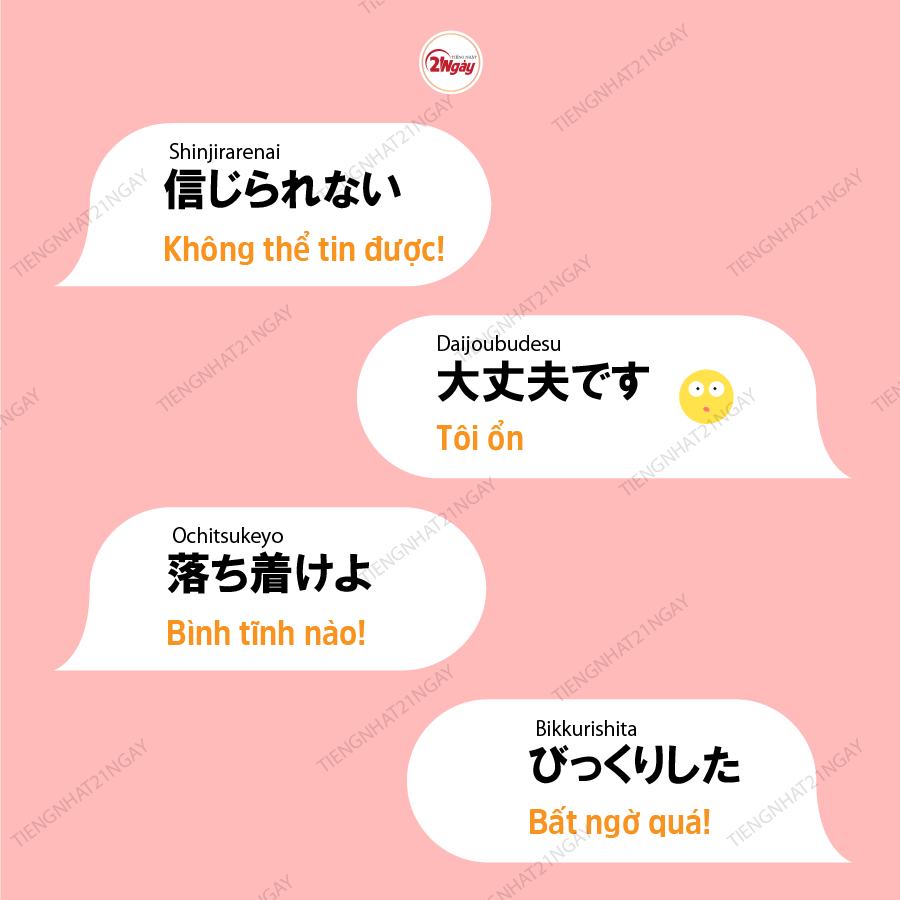 TIẾNG NHẬT
21Ngày
Shinjirarenai
信じられない
Không thể tin được!
Daijoubudesu
大丈夫です
Tôi ổn
Ochitsukeyo
落ち着けよ
Bình tĩnh nào!
Bikkurishita
びっくりした
Bất ngờ quá!
TIENGNHAT21NGAY